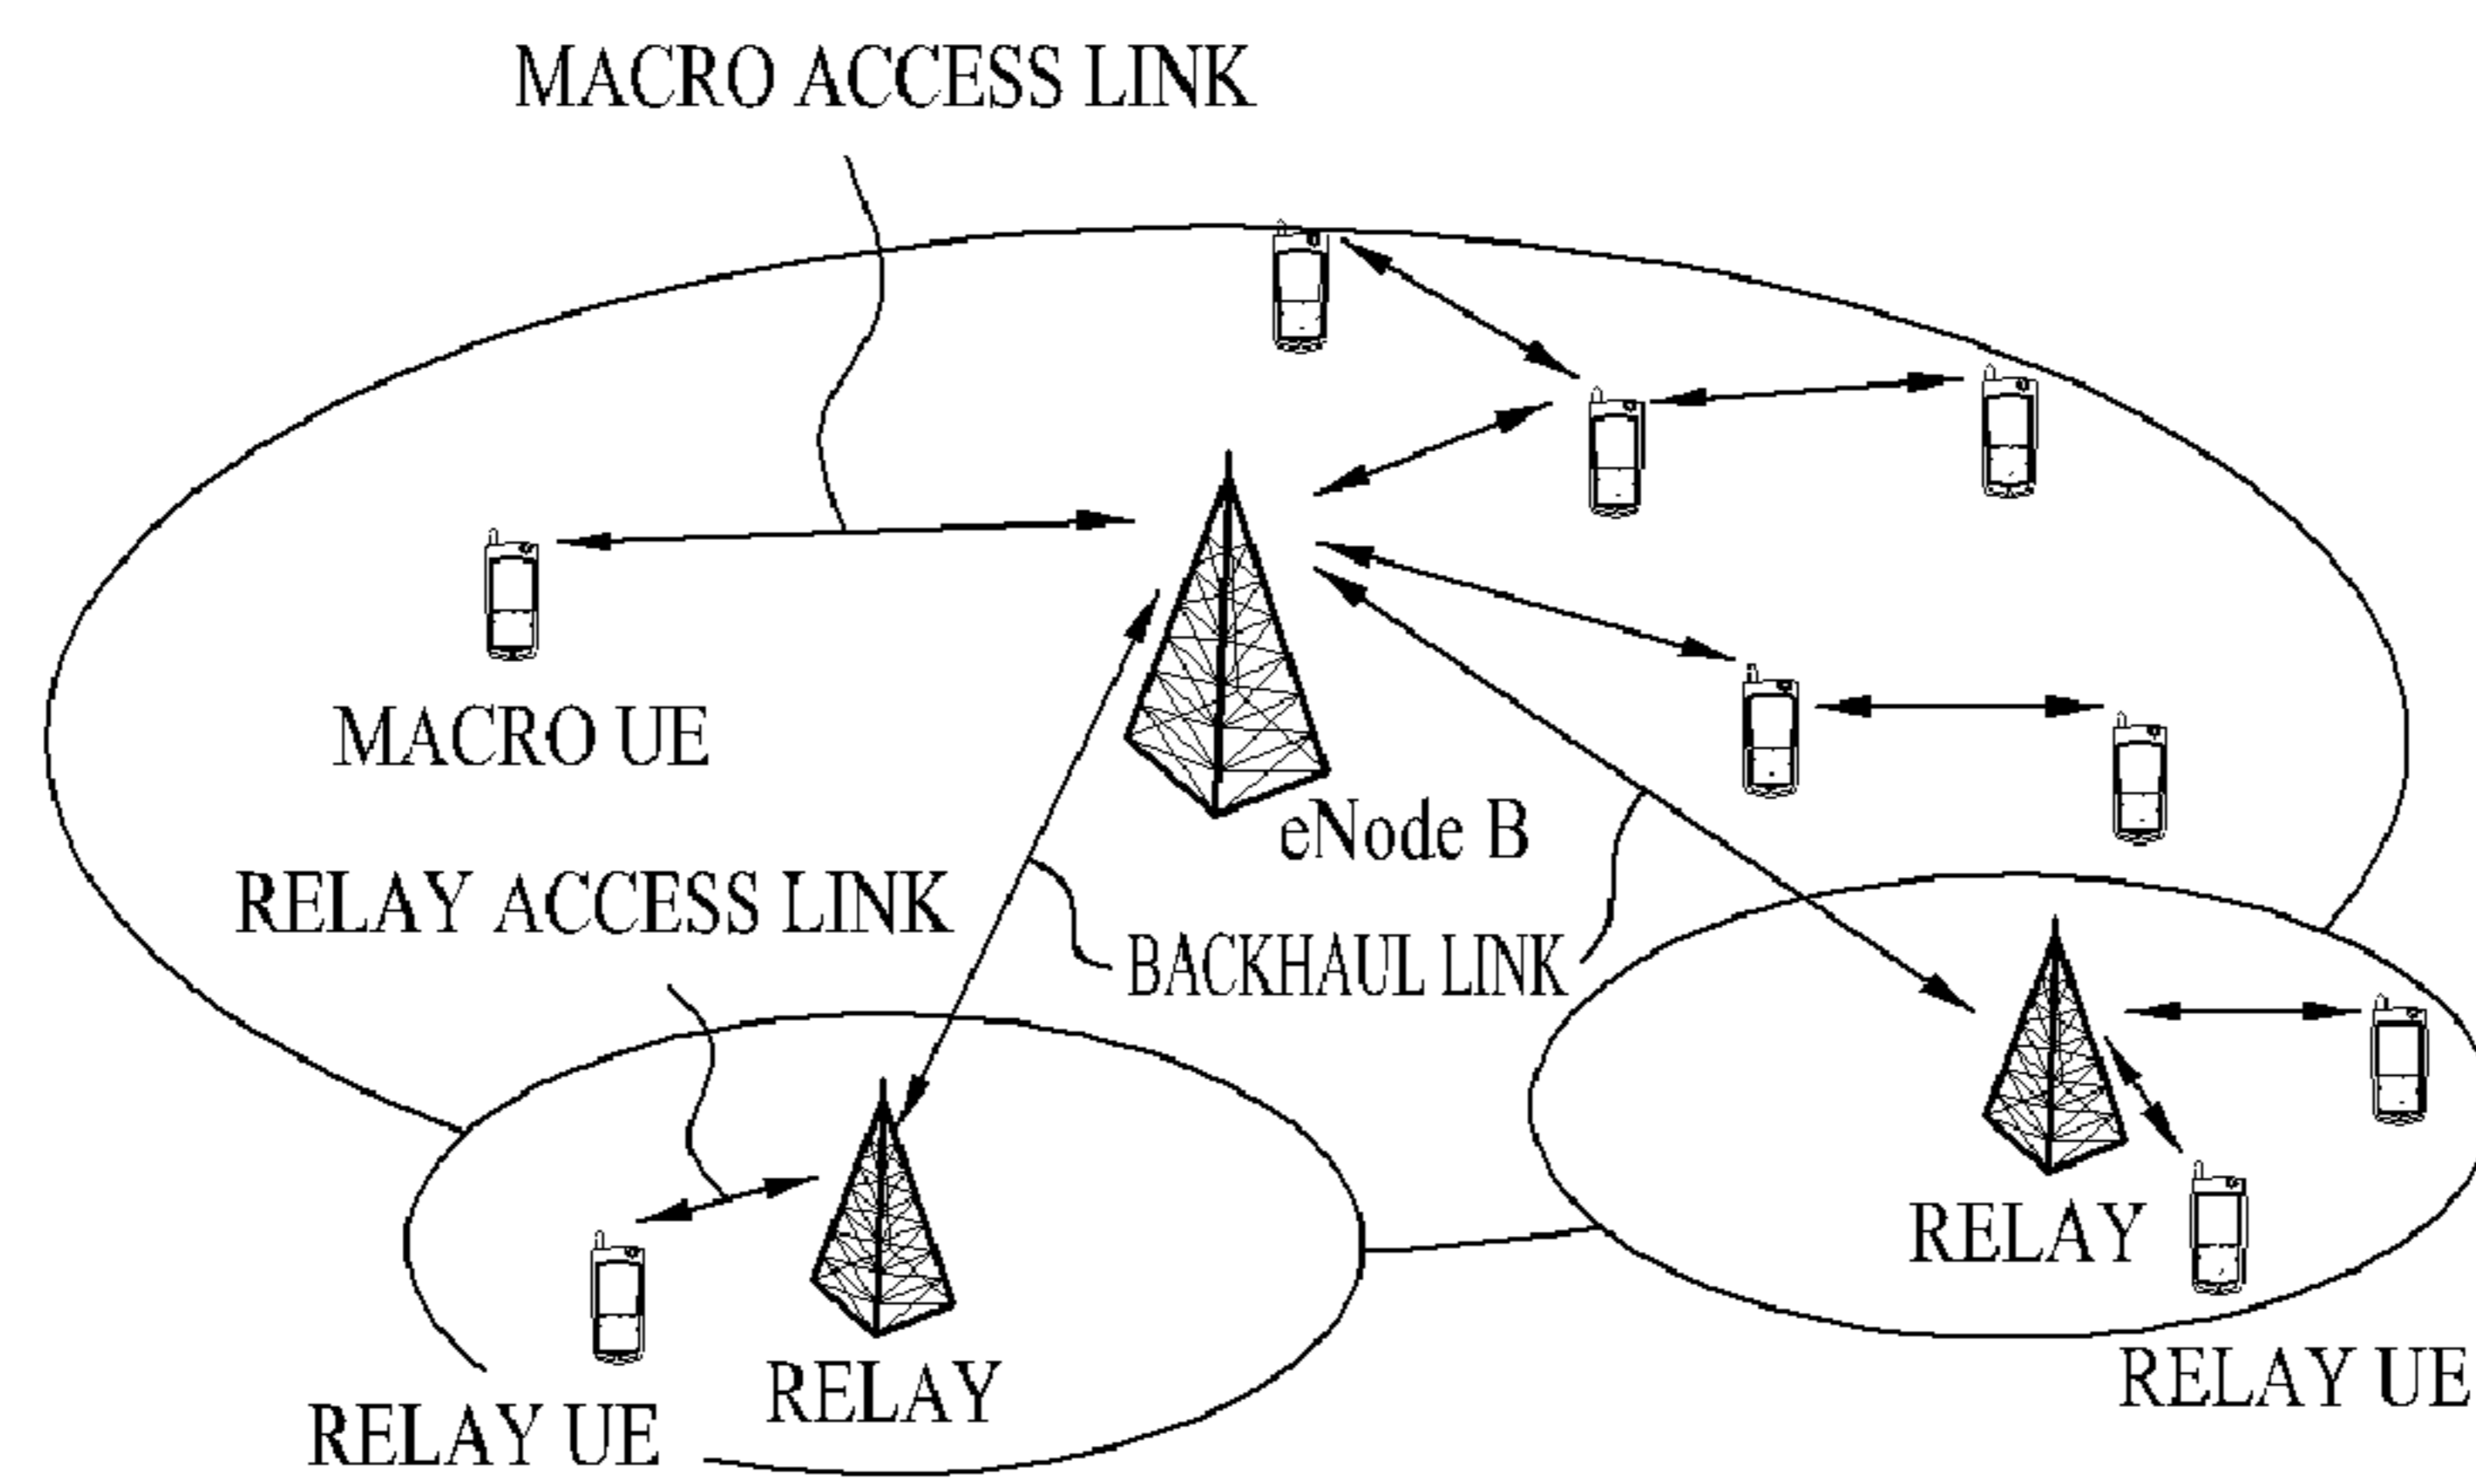 MACRO ACCESS LINK
MACRO UE
eNode B
RELAY ACCESS LINK
BACKHAUL LINK
RELAY
RELAY UE
RELAY
RELAY UE